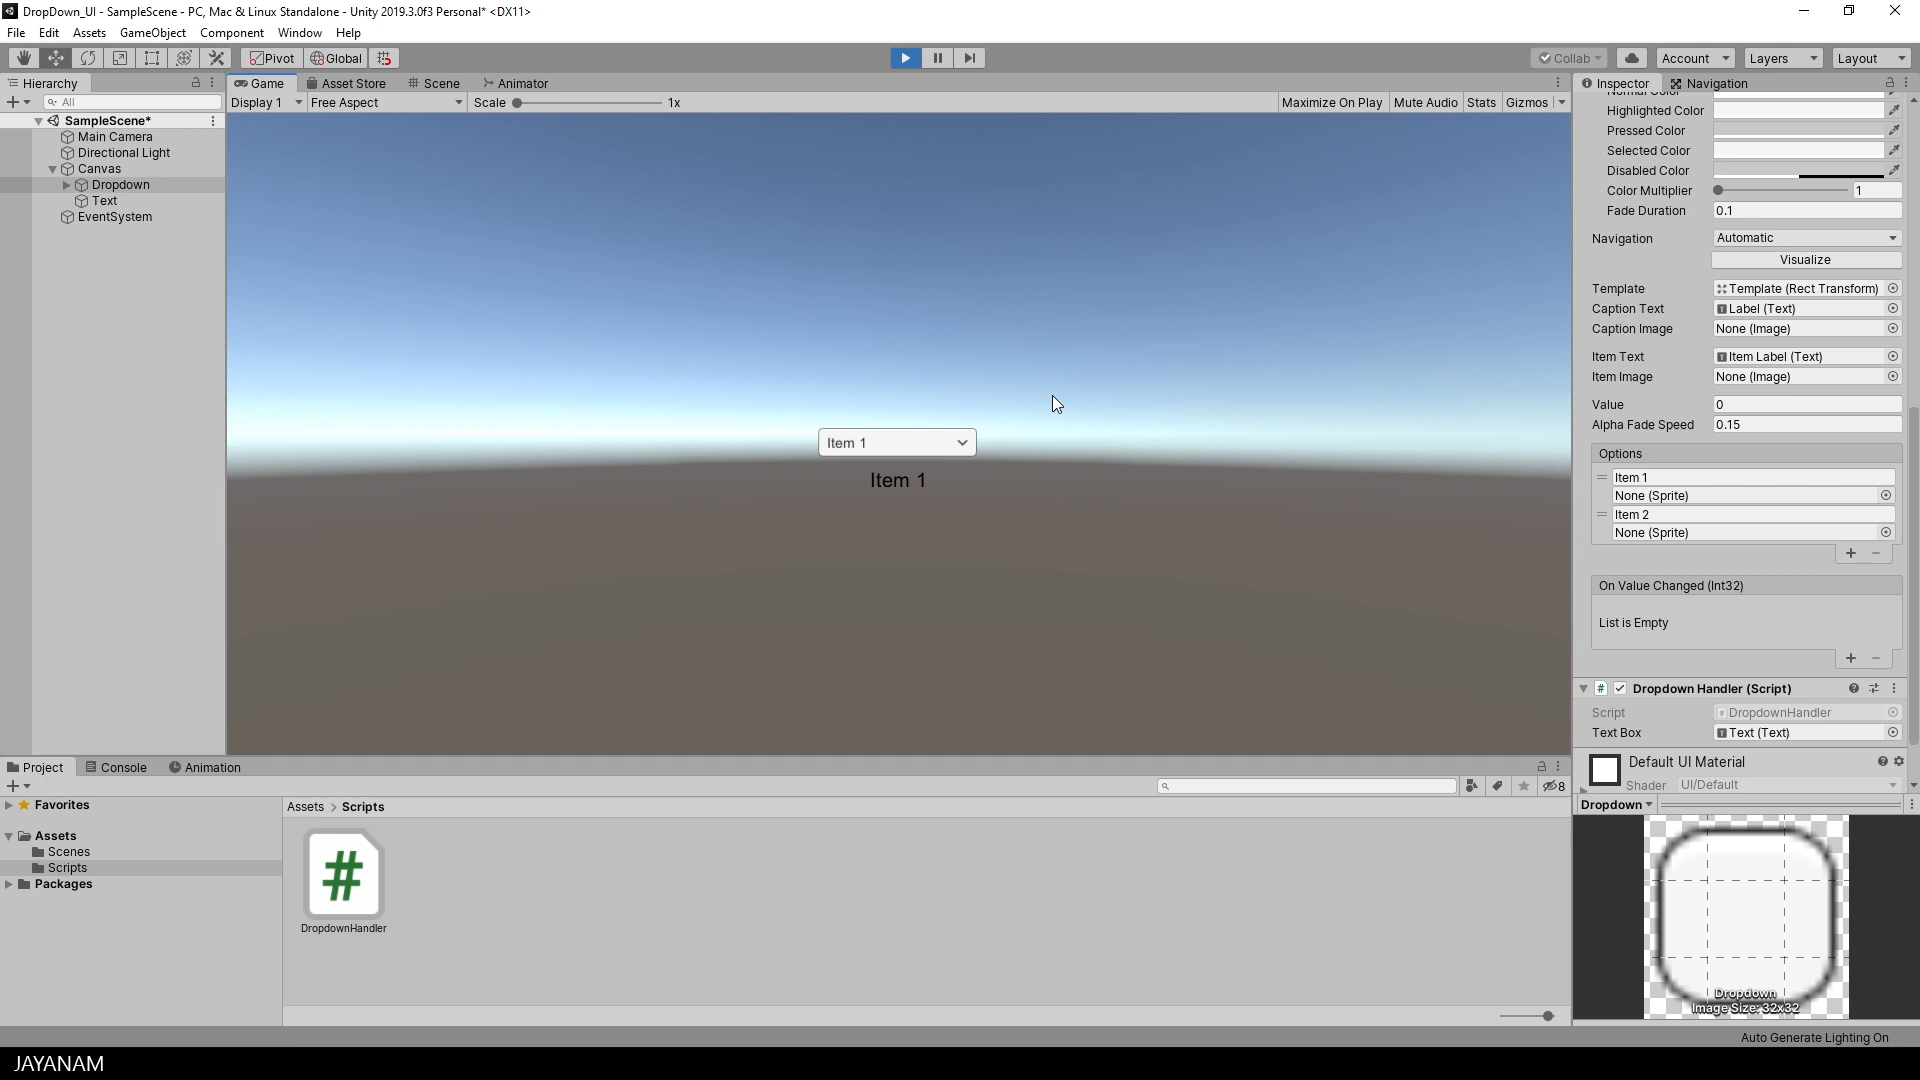 DropDown_UI - SampleScene - PC, Mac & Linux Standalone - Unity 2019.3.0f3 Personal* <DX11>
File Edit Assets GameObject Component Window Help
Pivot Global Collab Account Layers Layout
Hierarchy
All
SampleScene*
Main Camera
Directional Light
Canvas
Dropdown
Text
EventSystem
Game Asset Store Scene Animator
Display 1 Free Aspect Scale 1x Maximize On Play Mute Audio Stats Gizmos
Item 1
Item 1
Inspector Navigation
Normal Color
Highlighted Color
Pressed Color
Selected Color
Disabled Color
Color Multiplier 1
Fade Duration 0.1
Navigation Automatic
Visualize
Template Template (Rect Transform)
Caption Text Label (Text)
Caption Image None (Image)
Item Text Item Label (Text)
Item Image None (Image)
Value 0
Alpha Fade Speed 0.15
Options
Item 1
None (Sprite)
Item 2
None (Sprite)
On Value Changed (Int32)
List is Empty
Dropdown Handler (Script)
Script DropdownHandler
Text Box Text (Text)
Default UI Material
Shader UI/Default
Dropdown
Dropdown
Image Size: 32x32
Project Console Animation
8
Favorites
Assets
Scenes
Scripts
Packages
Assets > Scripts
#
DropdownHandler
Auto Generate Lighting On
JAYANAM